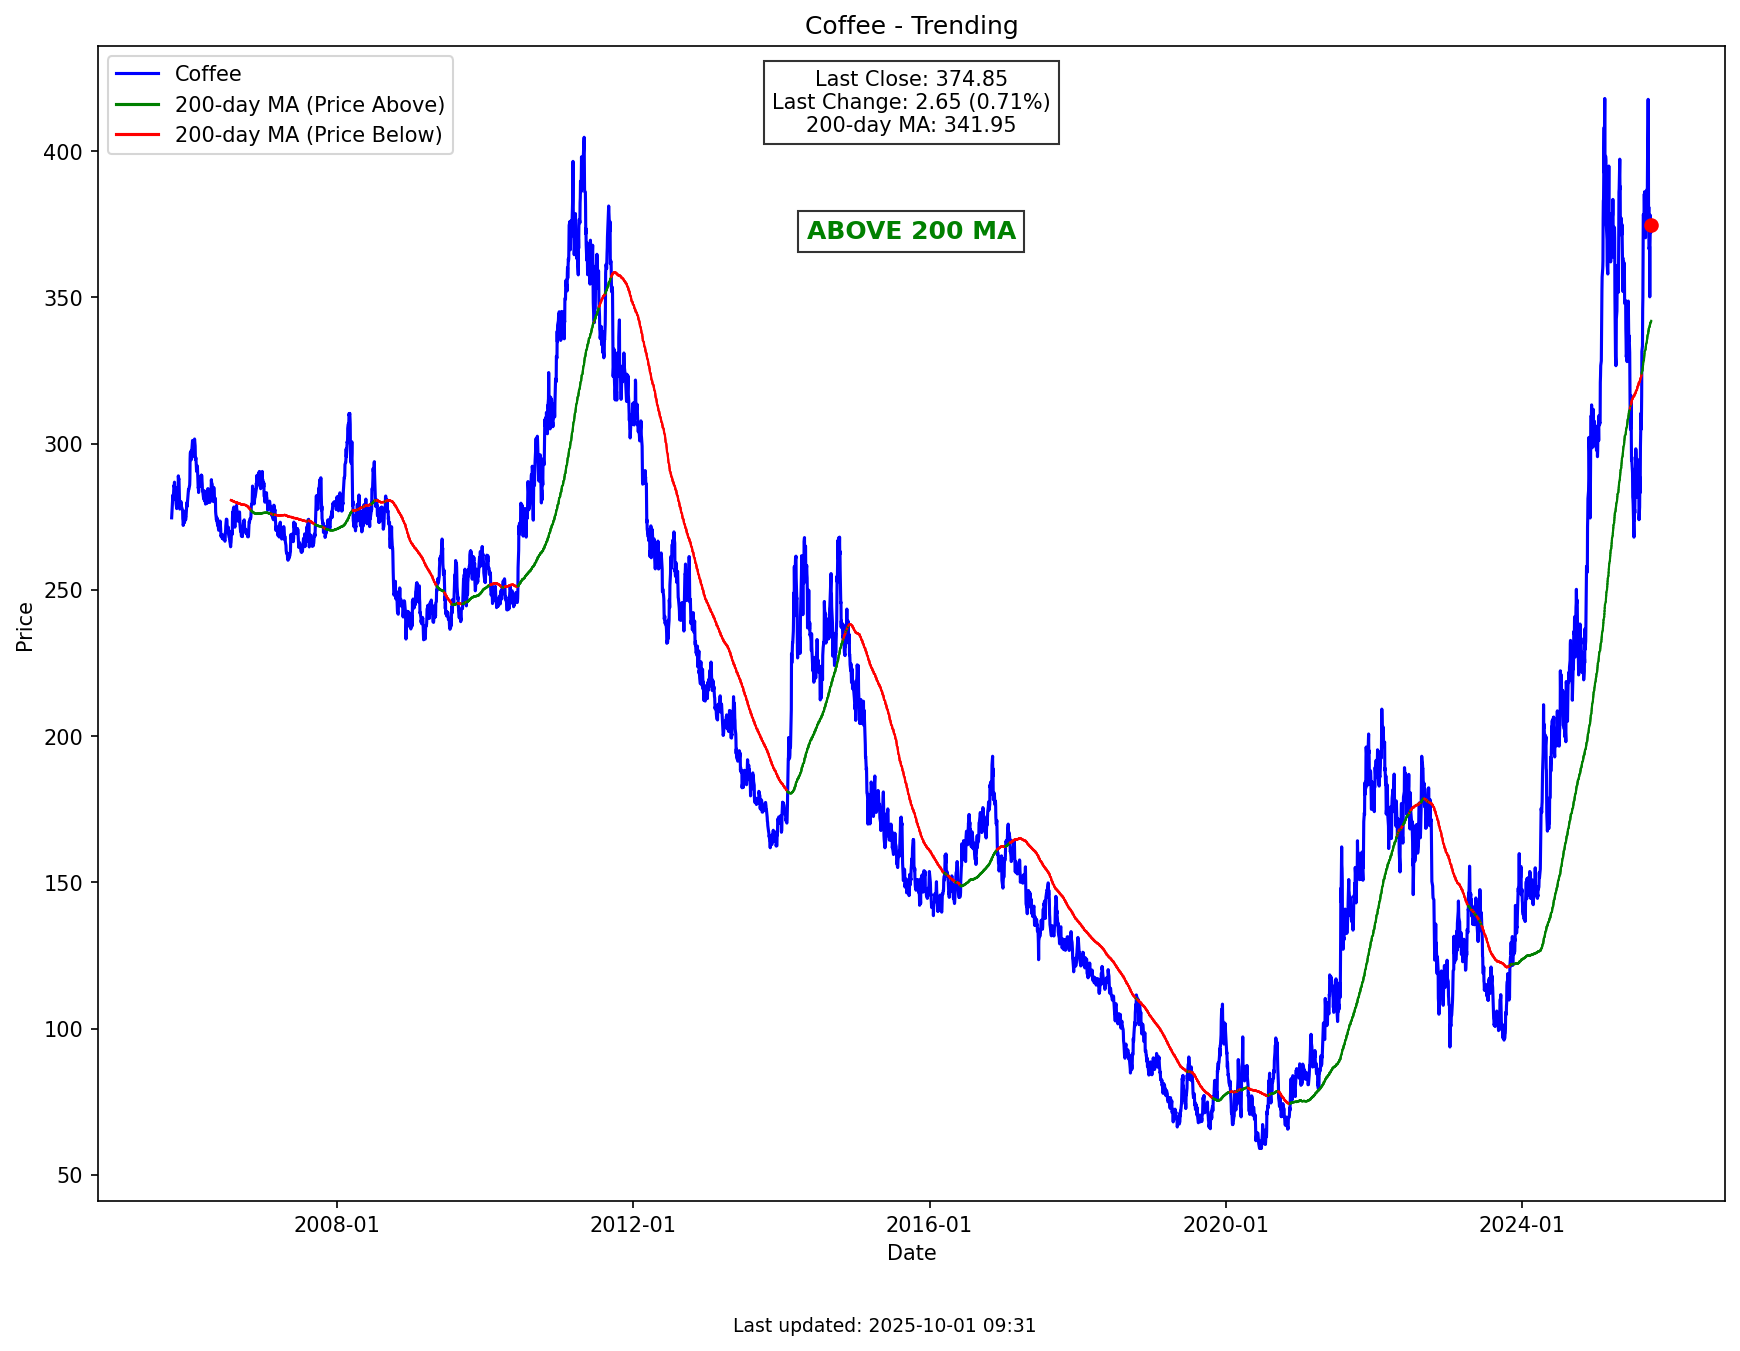 Coffee - Trending
Coffee
200-day MA (Price Above)
200-day MA (Price Below)
Last Close: 374.85
Last Change: 2.65 (0.71%)
200-day MA: 341.95
ABOVE 200 MA
Price
400
350
300
250
200
150
100
50
2008-01
2012-01
2016-01
2020-01
2024-01
Date
Last updated: 2025-10-01 09:31